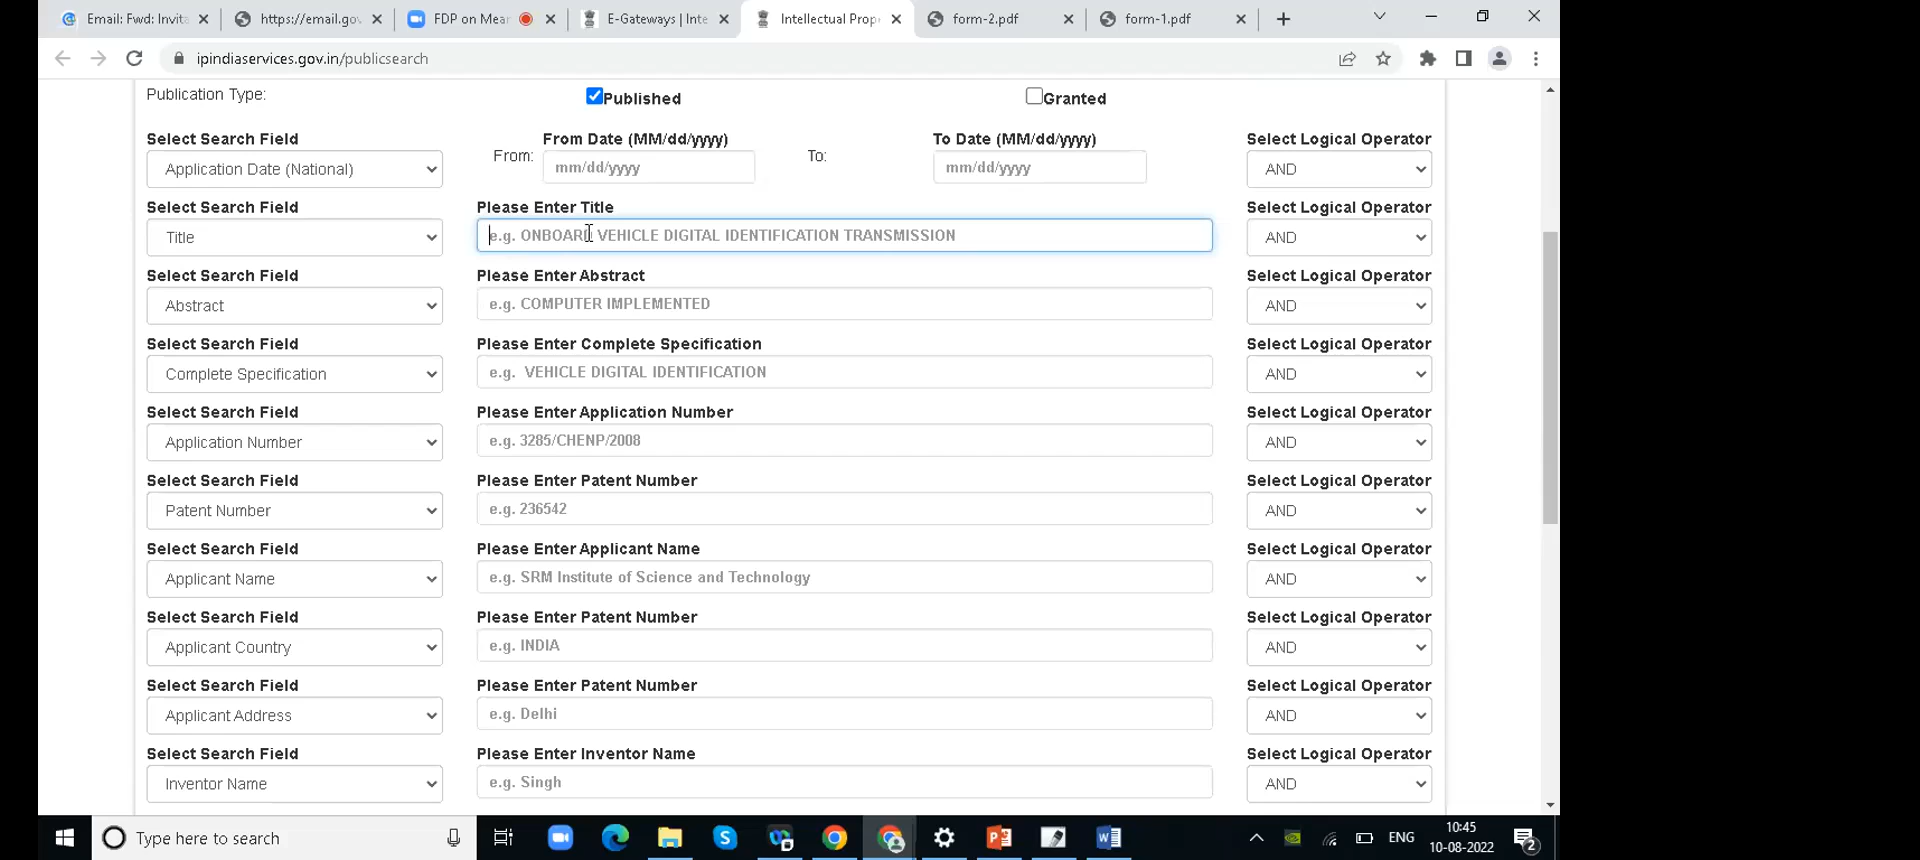 Email: Fwd: Invita
https://email.gov
FDP on Mear
E-Gateways | Inte
Intellectual Prop
form-2.pdf
form-1.pdf
ipindiaservices.gov.in/publicsearch
Publication Type:
Published
Granted
Select Search Field
From Date (MM/dd/yyyy)
To Date (MM/dd/yyyy)
Select Logical Operator
Application Date (National)
From:
mm/dd/yyyy
To:
mm/dd/yyyy
AND
Select Search Field
Please Enter Title
Select Logical Operator
Title
e.g. ONBOARD VEHICLE DIGITAL IDENTIFICATION TRANSMISSION
AND
Select Search Field
Please Enter Abstract
Select Logical Operator
Abstract
e.g. COMPUTER IMPLEMENTED
AND
Select Search Field
Please Enter Complete Specification
Select Logical Operator
Complete Specification
e.g. VEHICLE DIGITAL IDENTIFICATION
AND
Select Search Field
Please Enter Application Number
Select Logical Operator
Application Number
e.g. 3285/CHENP/2008
AND
Select Search Field
Please Enter Patent Number
Select Logical Operator
Patent Number
e.g. 236542
AND
Select Search Field
Please Enter Applicant Name
Select Logical Operator
Applicant Name
e.g. SRM Institute of Science and Technology
AND
Select Search Field
Please Enter Patent Number
Select Logical Operator
Applicant Country
e.g. INDIA
AND
Select Search Field
Please Enter Patent Number
Select Logical Operator
Applicant Address
e.g. Delhi
AND
Select Search Field
Please Enter Inventor Name
Select Logical Operator
Inventor Name
e.g. Singh
AND
Type here to search
ENG
10:45
10-08-2022
2